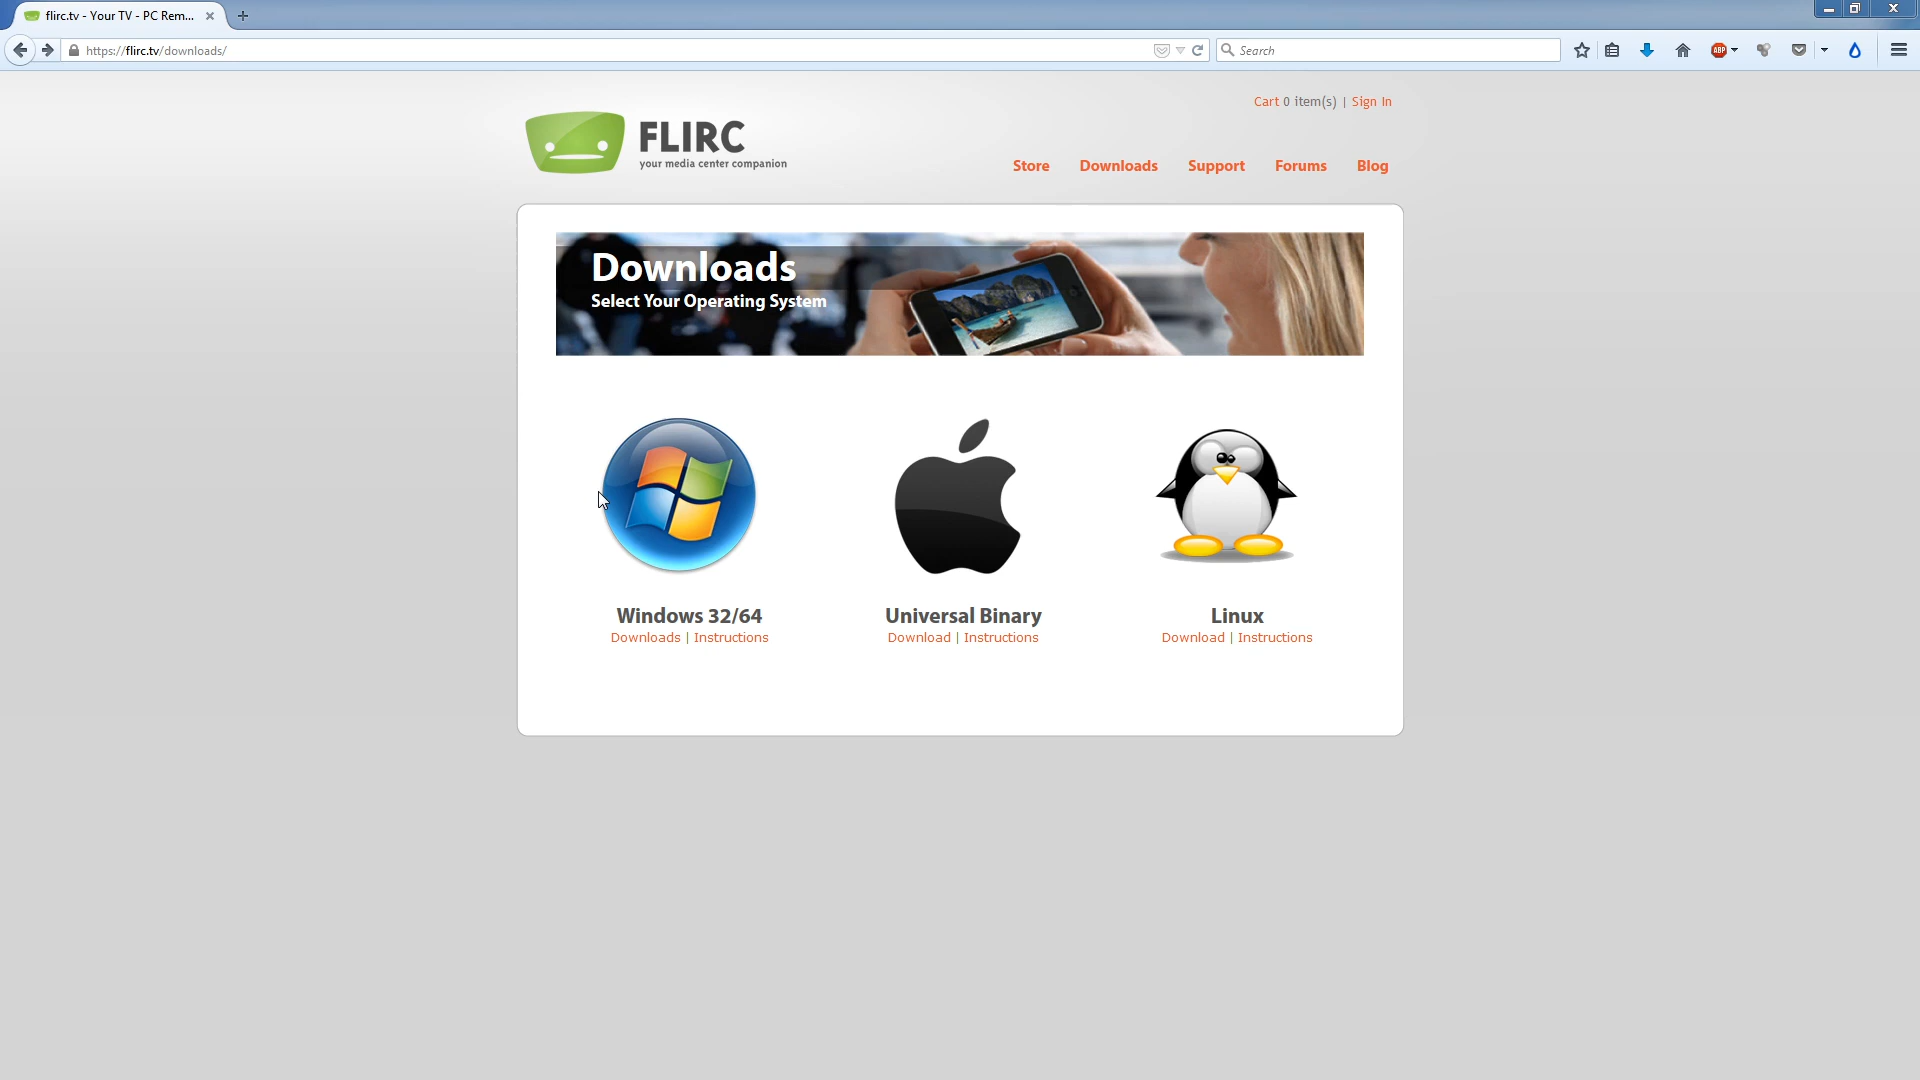 flirc.tv - Your TV - PC Rem...
https://flirc.tv/downloads/
Search
ABP
Cart 0 item(s) | Sign In
FLIRC
your media center companion
Store Downloads Support Forums Blog
Downloads
Select Your Operating System
Windows 32/64
Downloads | Instructions
Universal Binary
Download | Instructions
Linux
Download | Instructions